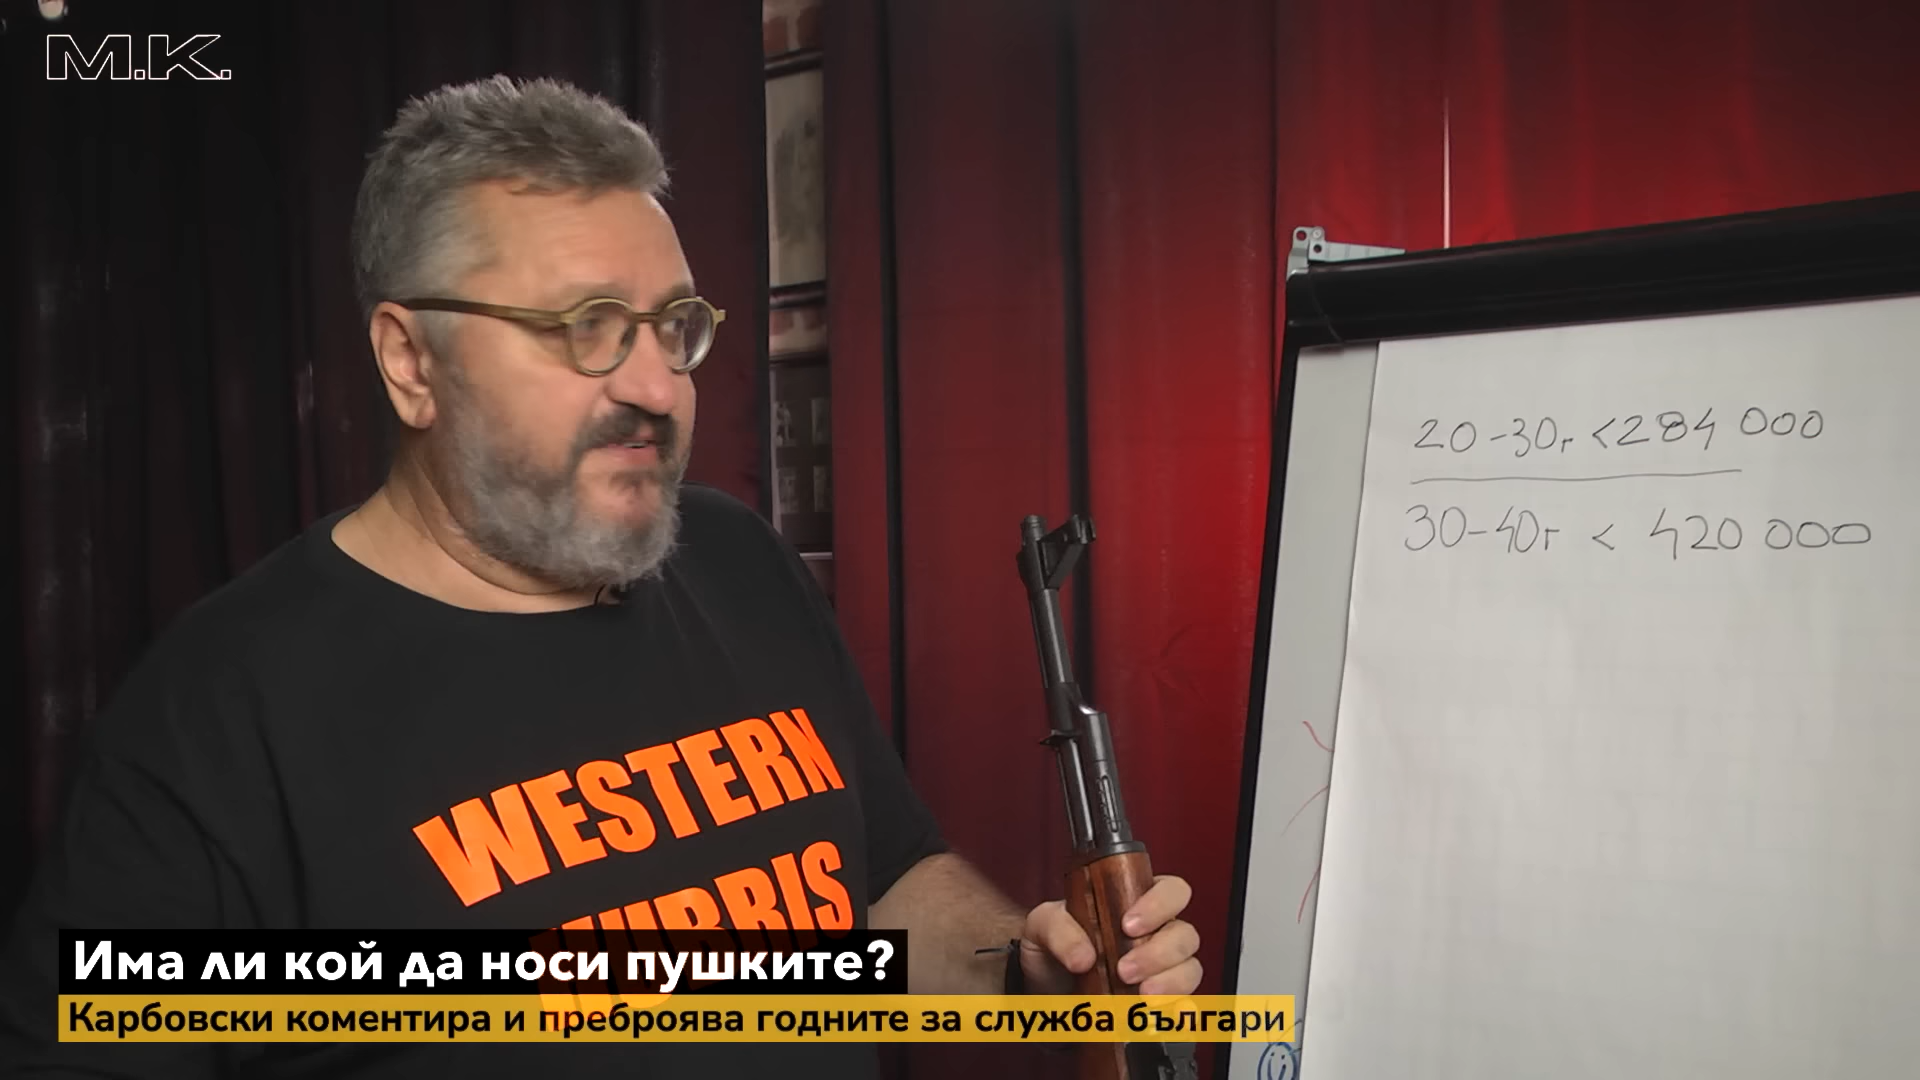 M.K.
20-30г <284 000
30-40г < 420 000
WESTERN
HUBRIS
Има ли кой да носи пушките?
Карбовски коментира и преброява годните за служба българи